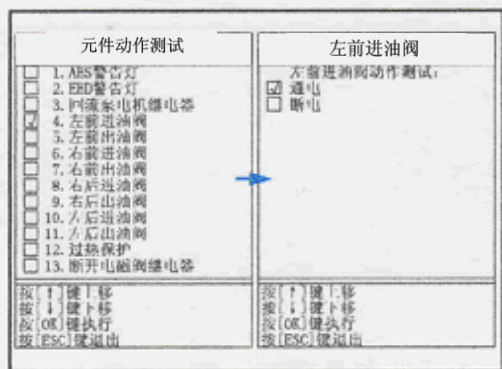 元件动作测试
1. ABS警告灯
2. EBD警告灯
3. 回流泵电机继电器
4. 左前进油阀
5. 左前出油阀
6. 右前进油阀
7. 右前出油阀
8. 右后进油阀
9. 右后出油阀
10. 左后进油阀
11. 左后出油阀
12. 过热保护
13. 断开电磁阀继电器
按[↑]键上移
按[↓]键下移
按[OK]键执行
按[ESC]键退出
左前进油阀
左前进油阀动作测试:
通电
断电
按[↑]键上移
按[↓]键下移
按[OK]键执行
按[ESC]键退出